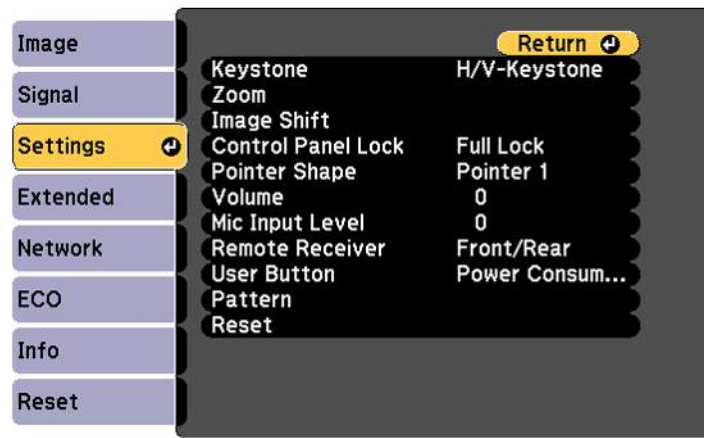 Image
Signal
Settings
Extended
Network
ECO
Info
Reset
Return
Keystone H/V-Keystone
Zoom
Image Shift
Control Panel Lock Full Lock
Pointer Shape Pointer 1
Volume 0
Mic Input Level 0
Remote Receiver Front/Rear
User Button Power Consum...
Pattern
Reset